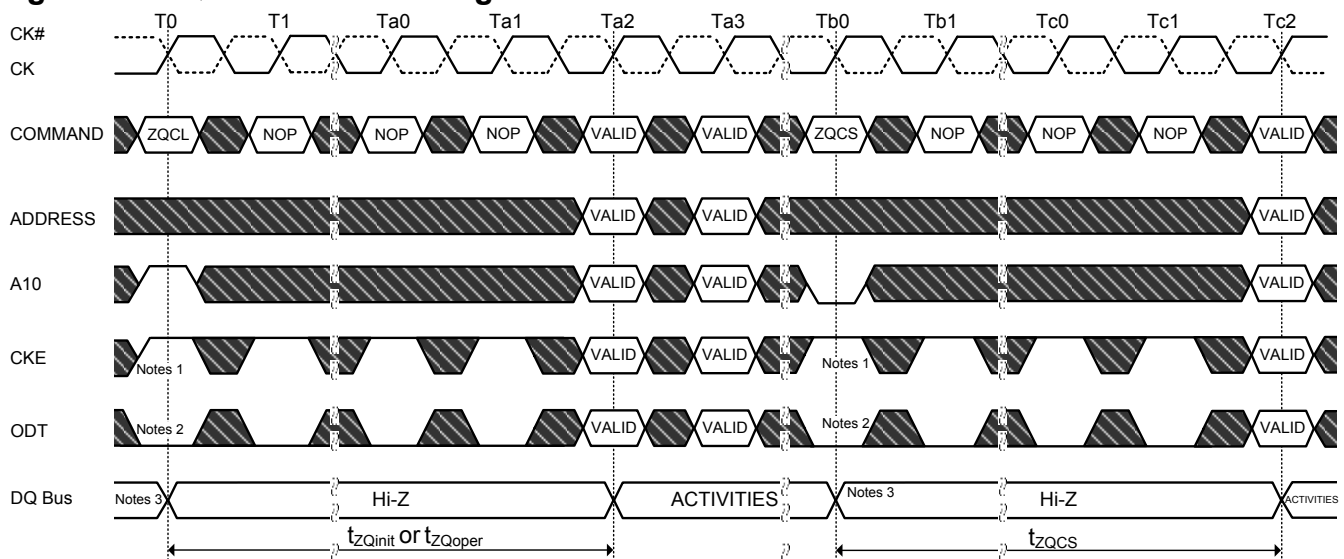 T0 T1 Ta0 Ta1 Ta2 Ta3 Tb0 Tb1 Tc0 Tc1 Tc2
CK#
CK
COMMAND ZQCL NOP NOP NOP VALID VALID ZQCS NOP NOP NOP VALID
ADDRESS VALID VALID VALID
A10 VALID VALID VALID
CKE Notes 1 VALID VALID Notes 1 VALID
ODT Notes 2 VALID VALID Notes 2 VALID
DQ Bus Notes 3 Hi-Z ACTIVITIES Notes 3 Hi-Z ACTIVITIES
tZQinit or tZQoper tZQCS